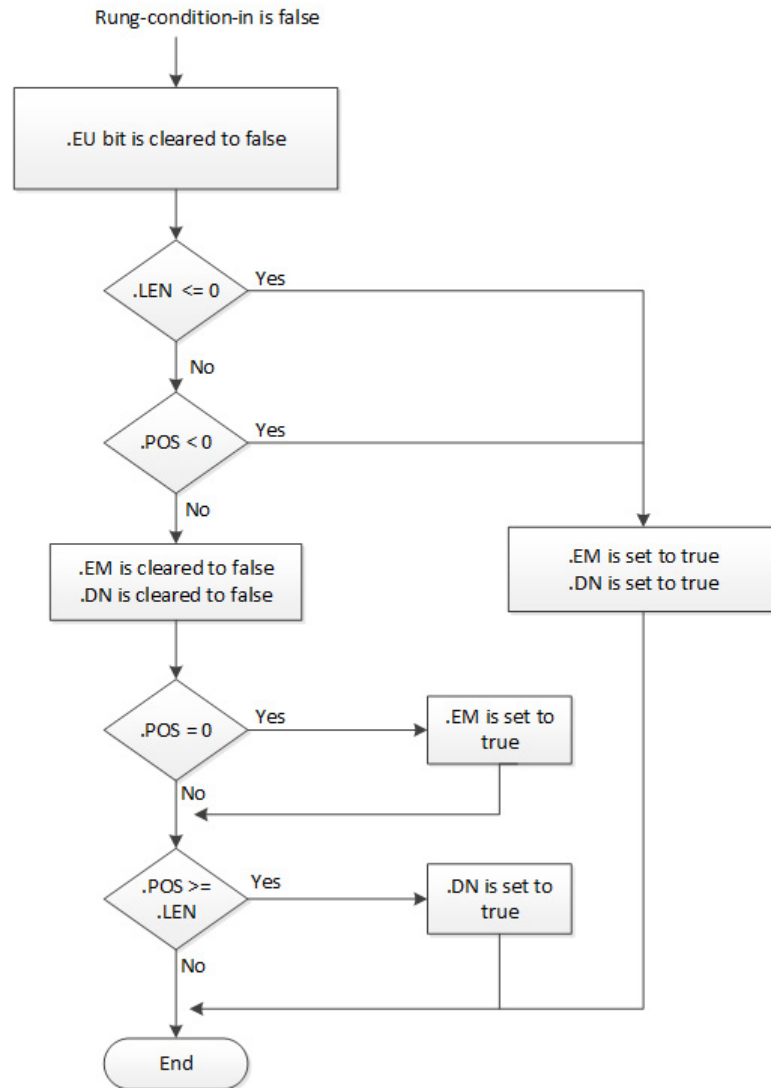 Rung-condition-in is false
.EU bit is cleared to false
.LEN <= 0
Yes
No
.POS < 0
Yes
No
.EM is cleared to false
.DN is cleared to false
.EM is set to true
.DN is set to true
.POS = 0
Yes
.EM is set to
true
No
.POS >=
.LEN
Yes
.DN is set to
true
No
End